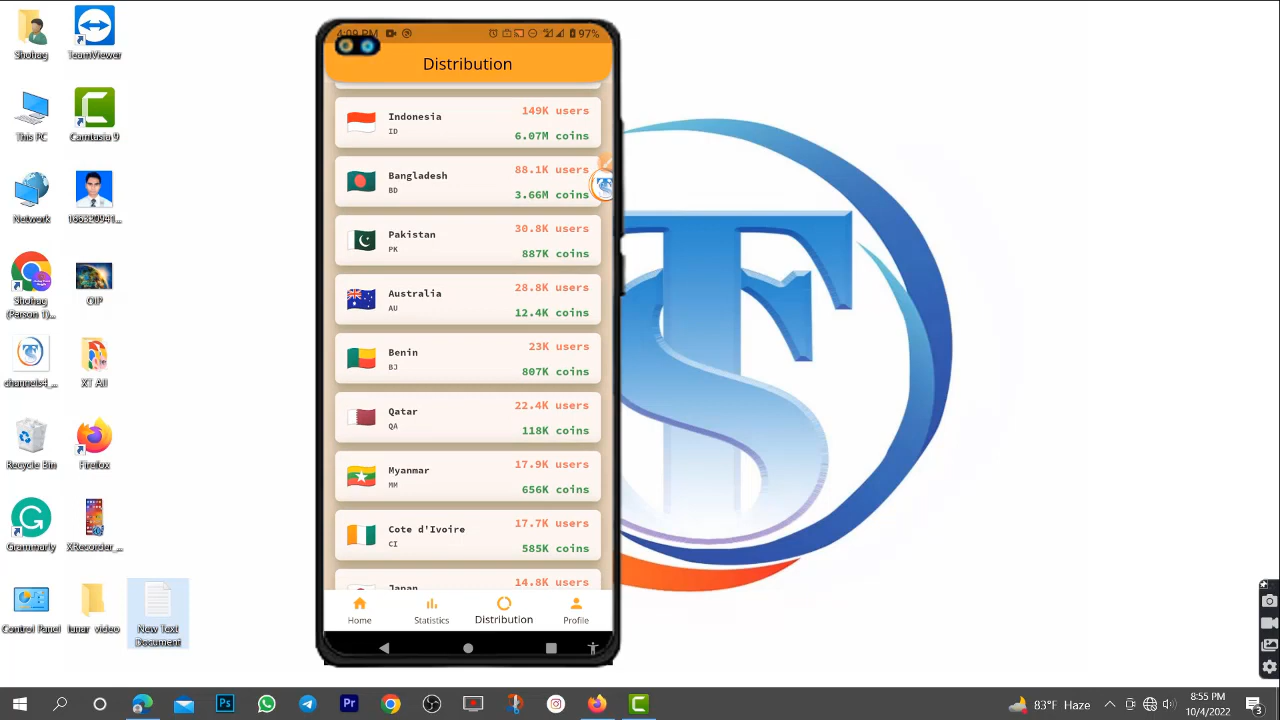 Shohag
TeamViewer
This PC
Camtasia 9
Network
Shohag
(Parson 1)...
OIP
XT All
Recycle Bin
Firefox
Grammarly
XRecorder_...
Control Panel
lunar video
New Text
Document
4:09 PM
97%
Distribution
Indonesia
ID
149K users
6.07M coins
Bangladesh
BD
88.1K users
3.66M coins
Pakistan
PK
30.8K users
887K coins
Australia
AU
28.8K users
12.4K coins
Benin
BJ
23K users
807K coins
Qatar
QA
22.4K users
118K coins
Myanmar
MM
17.9K users
656K coins
Cote d'Ivoire
CI
17.7K users
585K coins
Japan
14.8K users
Home
Statistics
Distribution
Profile
83°F Haze
8:55 PM
10/4/2022
3